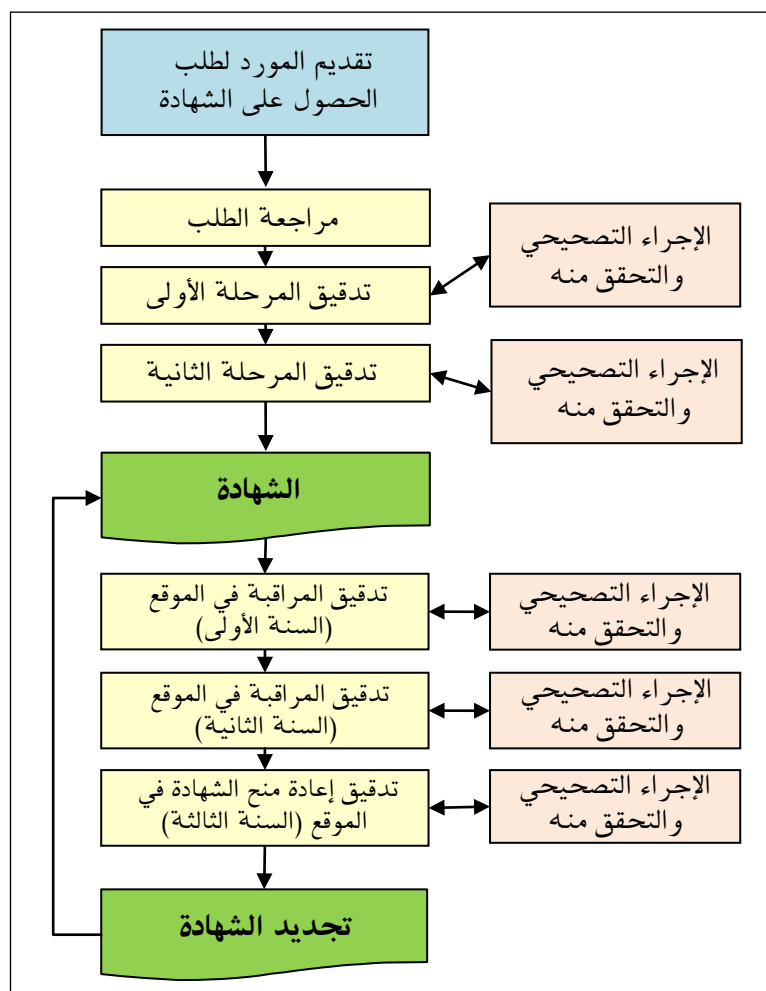 تقديم المورد لطلب
الحصول على الشهادة
مراجعة الطلب
تدقيق المرحلة الأولى
الإجراء التصحيحي
والتحقق منه
تدقيق المرحلة الثانية
الإجراء التصحيحي
والتحقق منه
الشهادة
تدقيق المراقبة في الموقع
(السنة الأولى)
الإجراء التصحيحي
والتحقق منه
تدقيق المراقبة في الموقع
(السنة الثانية)
الإجراء التصحيحي
والتحقق منه
تدقيق إعادة منح الشهادة في
الموقع (السنة الثالثة)
الإجراء التصحيحي
والتحقق منه
تجديد الشهادة